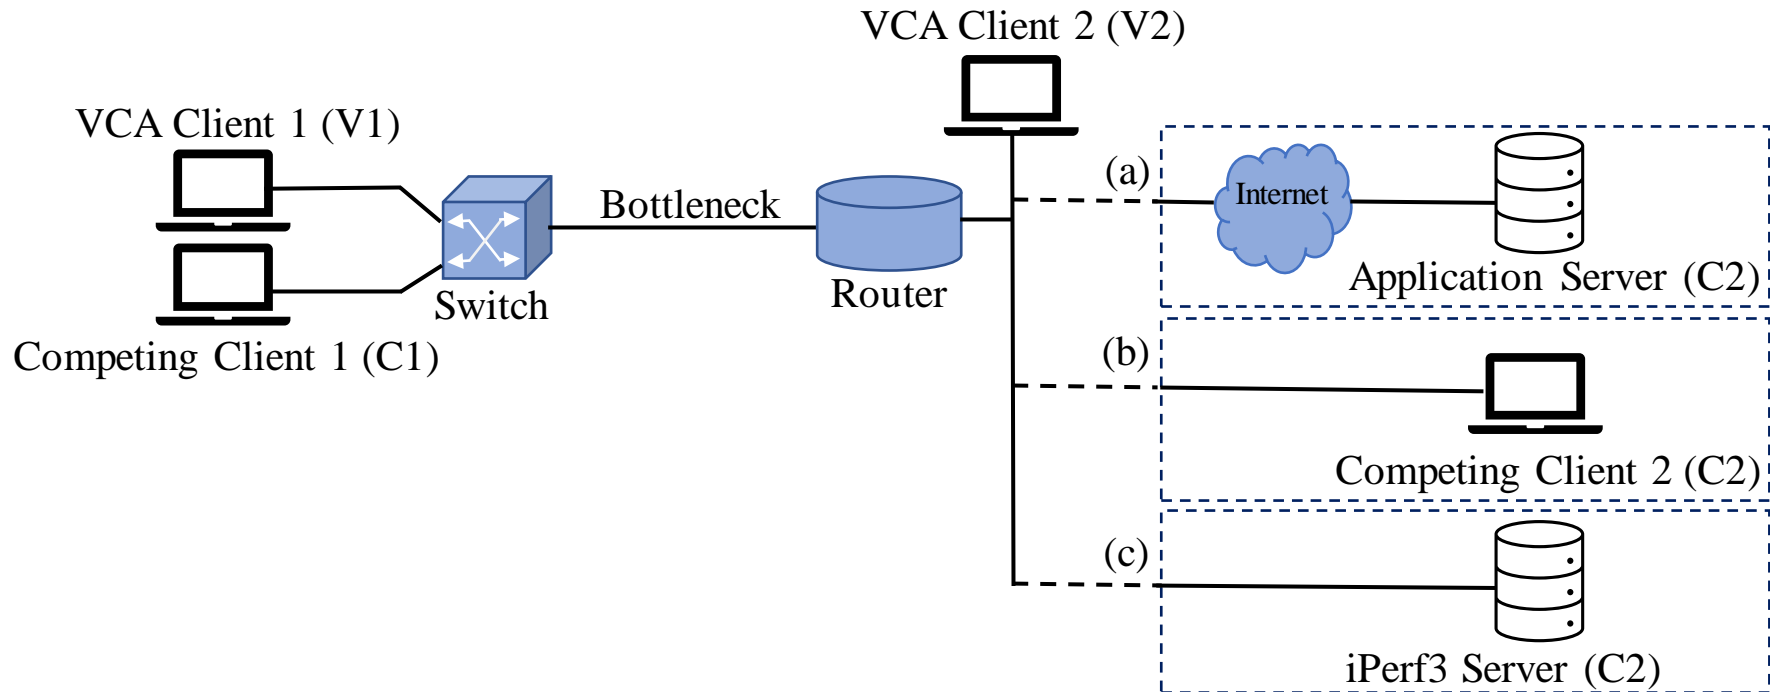 VCA Client 2 (V2)
VCA Client 1 (V1)
(a)
Internet
Bottleneck
Application Server (C2)
Router
Switch
Competing Client 1 (C1)
(b)
Competing Client 2 (C2)
(c)
iPerf3 Server (C2)